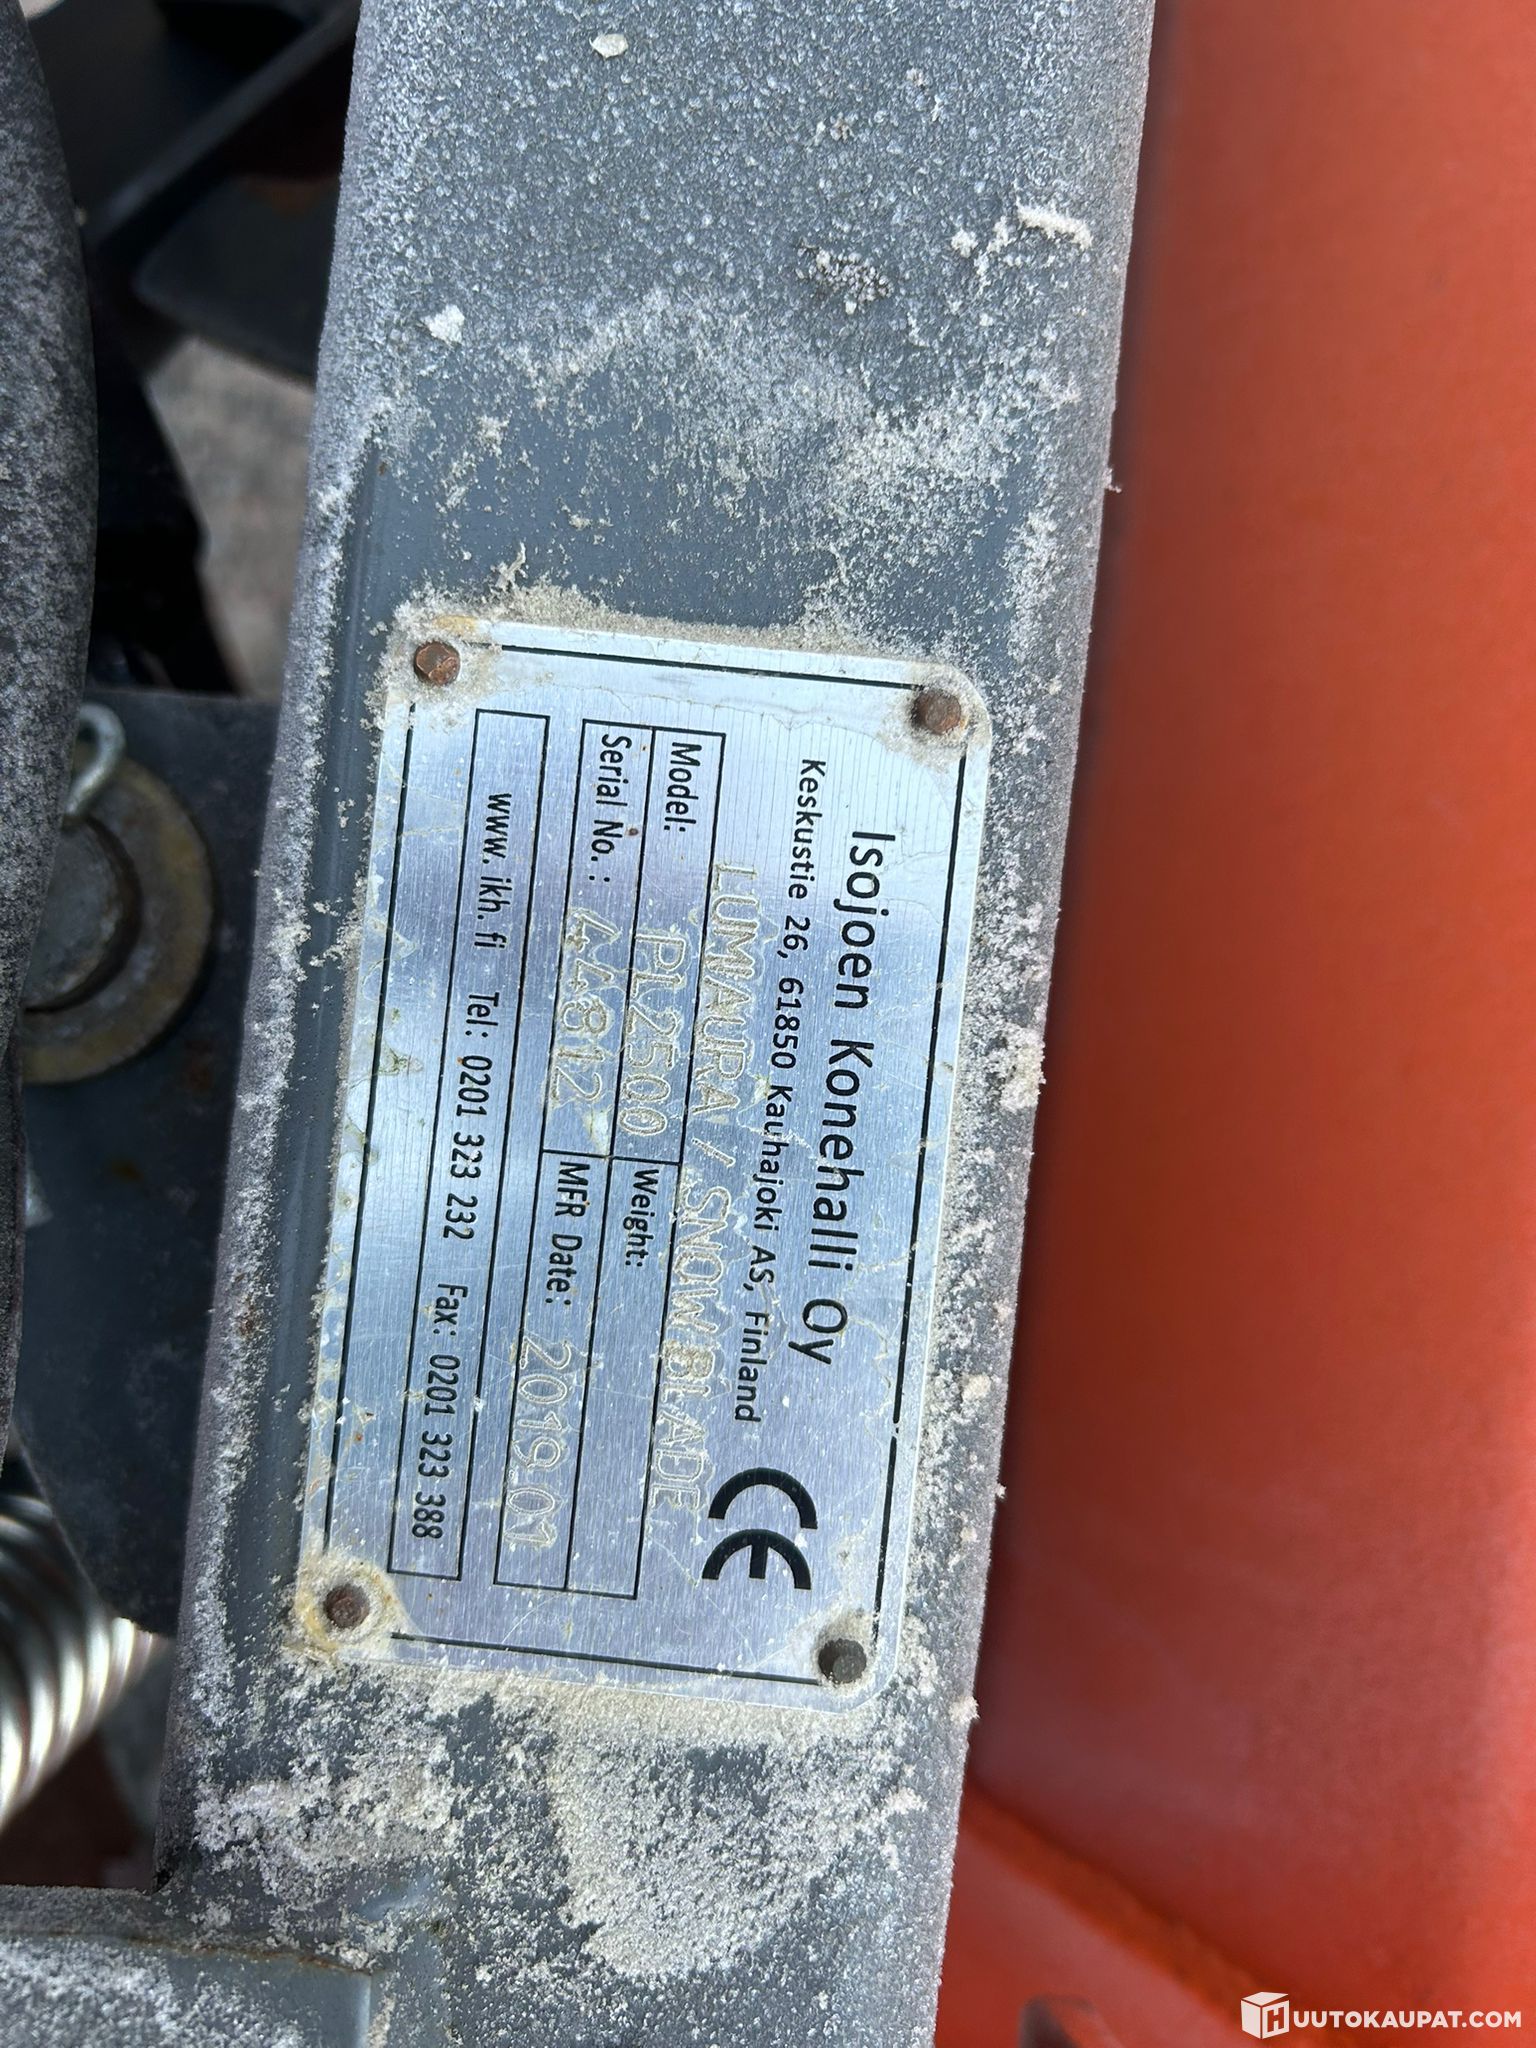 Isojoen Konehalli Oy
Keskustie 26, 61850 Kauhajoki AS, Finland
CE
LUMIAURA / SNOW BLADE
Model: PL2500 Weight:
Serial No.: 44812 MFR Date: 2019.01
www.ikh.fi Tel: 0201 323 232 Fax: 0201 323 388
HUUTOKAUPAT.COM